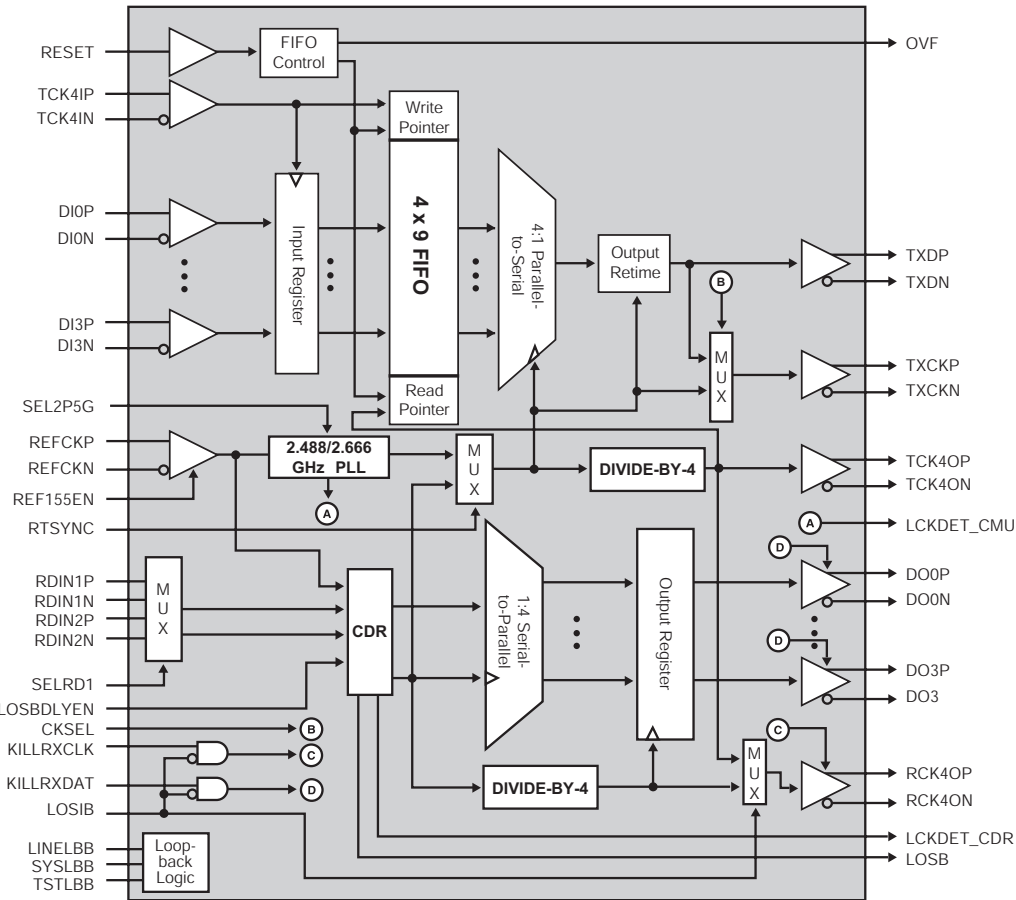 RESET
FIFO
Control
OVF
TCK4IP
TCK4IN
Write
Pointer
DI0P
DI0N
Input Register
4 x 9 FIFO
4:1 Parallel-
to-Serial
Output
Retime
TXDP
TXDN
B
DI3P
DI3N
M
U
X
TXCKP
TXCKN
SEL2P5G
Read
Pointer
REFCKP
REFCKN
2.488/2.666
GHz PLL
M
U
X
DIVIDE-BY-4
TCK4OP
TCK4ON
REF155EN
A
RTSYNC
A
LCKDET_CMU
D
RDIN1P
RDIN1N
RDIN2P
RDIN2N
M
U
X
CDR
1:4 Serial-
to-Parallel
Output Register
DO0P
DO0N
D
SELRD1
DO3P
DO3
LOSBDLYEN
CKSEL
B
KILLRXCLK
C
C
KILLRXDAT
D
DIVIDE-BY-4
M
U
X
RCK4OP
RCK4ON
LOSIB
LCKDET_CDR
LOSB
LINELBB
SYSLBB
TSTLBB
Loop-
back
Logic